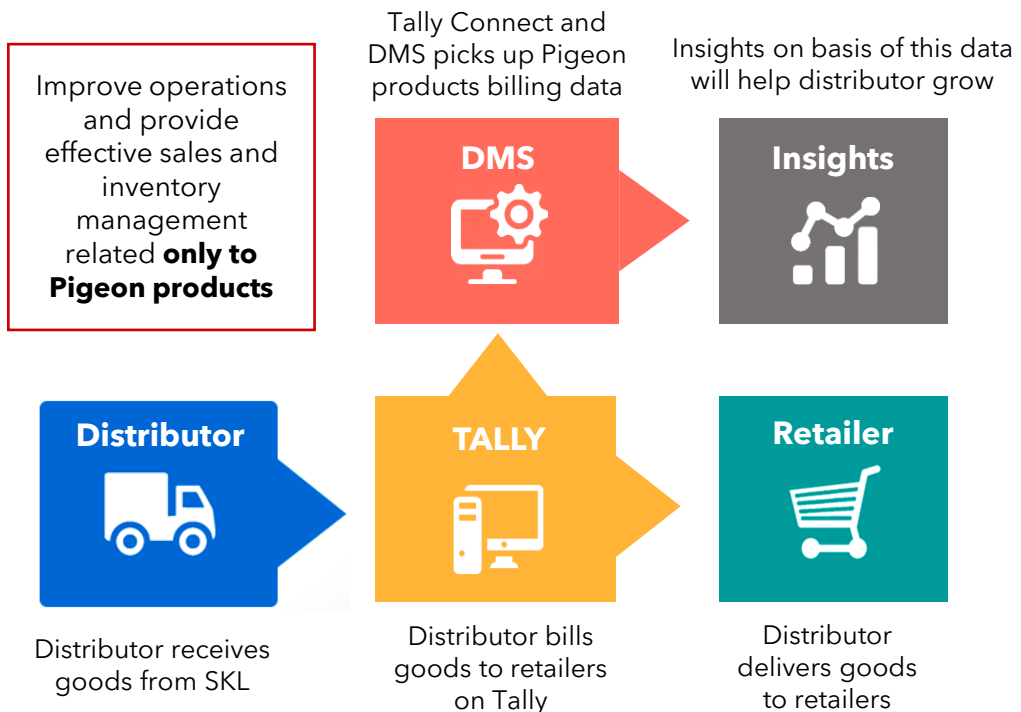 Improve operations
and provide
effective sales and
inventory
management
related only to
Pigeon products
Tally Connect and
DMS picks up Pigeon
products billing data
DMS
Insights on basis of this data
will help distributor grow
Insights
Distributor
Distributor receives
goods from SKL
TALLY
Distributor bills
goods to retailers
on Tally
Retailer
Distributor
delivers goods
to retailers